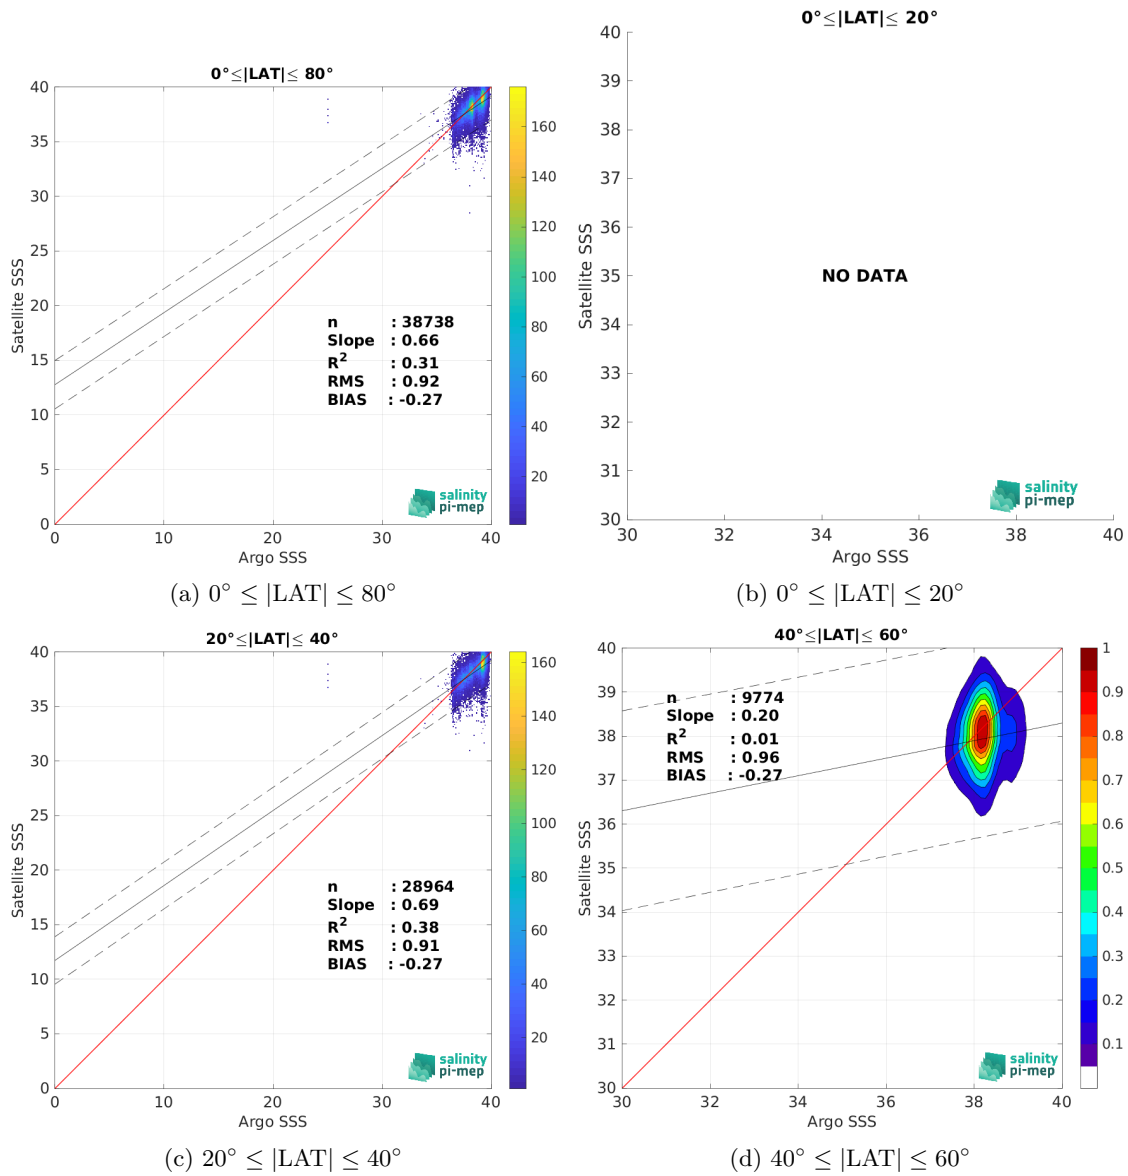 0°≤|LAT|≤ 80°
40
35
30
25
20
15
10
5
0
Satellite SSS
0
10
20
30
40
Argo SSS
160
140
120
100
80
60
40
20
n : 38738
Slope : 0.66
R² : 0.31
RMS : 0.92
BIAS : -0.27
salinity
pi-mep
(a) 0° ≤ |LAT| ≤ 80°
0°≤|LAT|≤ 20°
40
39
38
37
36
35
34
33
32
31
30
Satellite SSS
NO DATA
30
32
34
36
38
40
Argo SSS
salinity
pi-mep
(b) 0° ≤ |LAT| ≤ 20°
20°≤|LAT|≤ 40°
40
35
30
25
20
15
10
5
0
Satellite SSS
0
10
20
30
40
Argo SSS
160
140
120
100
80
60
40
20
n : 28964
Slope : 0.69
R² : 0.38
RMS : 0.91
BIAS : -0.27
salinity
pi-mep
(c) 20° ≤ |LAT| ≤ 40°
40°≤|LAT|≤ 60°
40
39
38
37
36
35
34
33
32
31
30
Satellite SSS
30
32
34
36
38
40
Argo SSS
1
0.9
0.8
0.7
0.6
0.5
0.4
0.3
0.2
0.1
n : 9774
Slope : 0.20
R² : 0.01
RMS : 0.96
BIAS : -0.27
salinity
pi-mep
(d) 40° ≤ |LAT| ≤ 60°